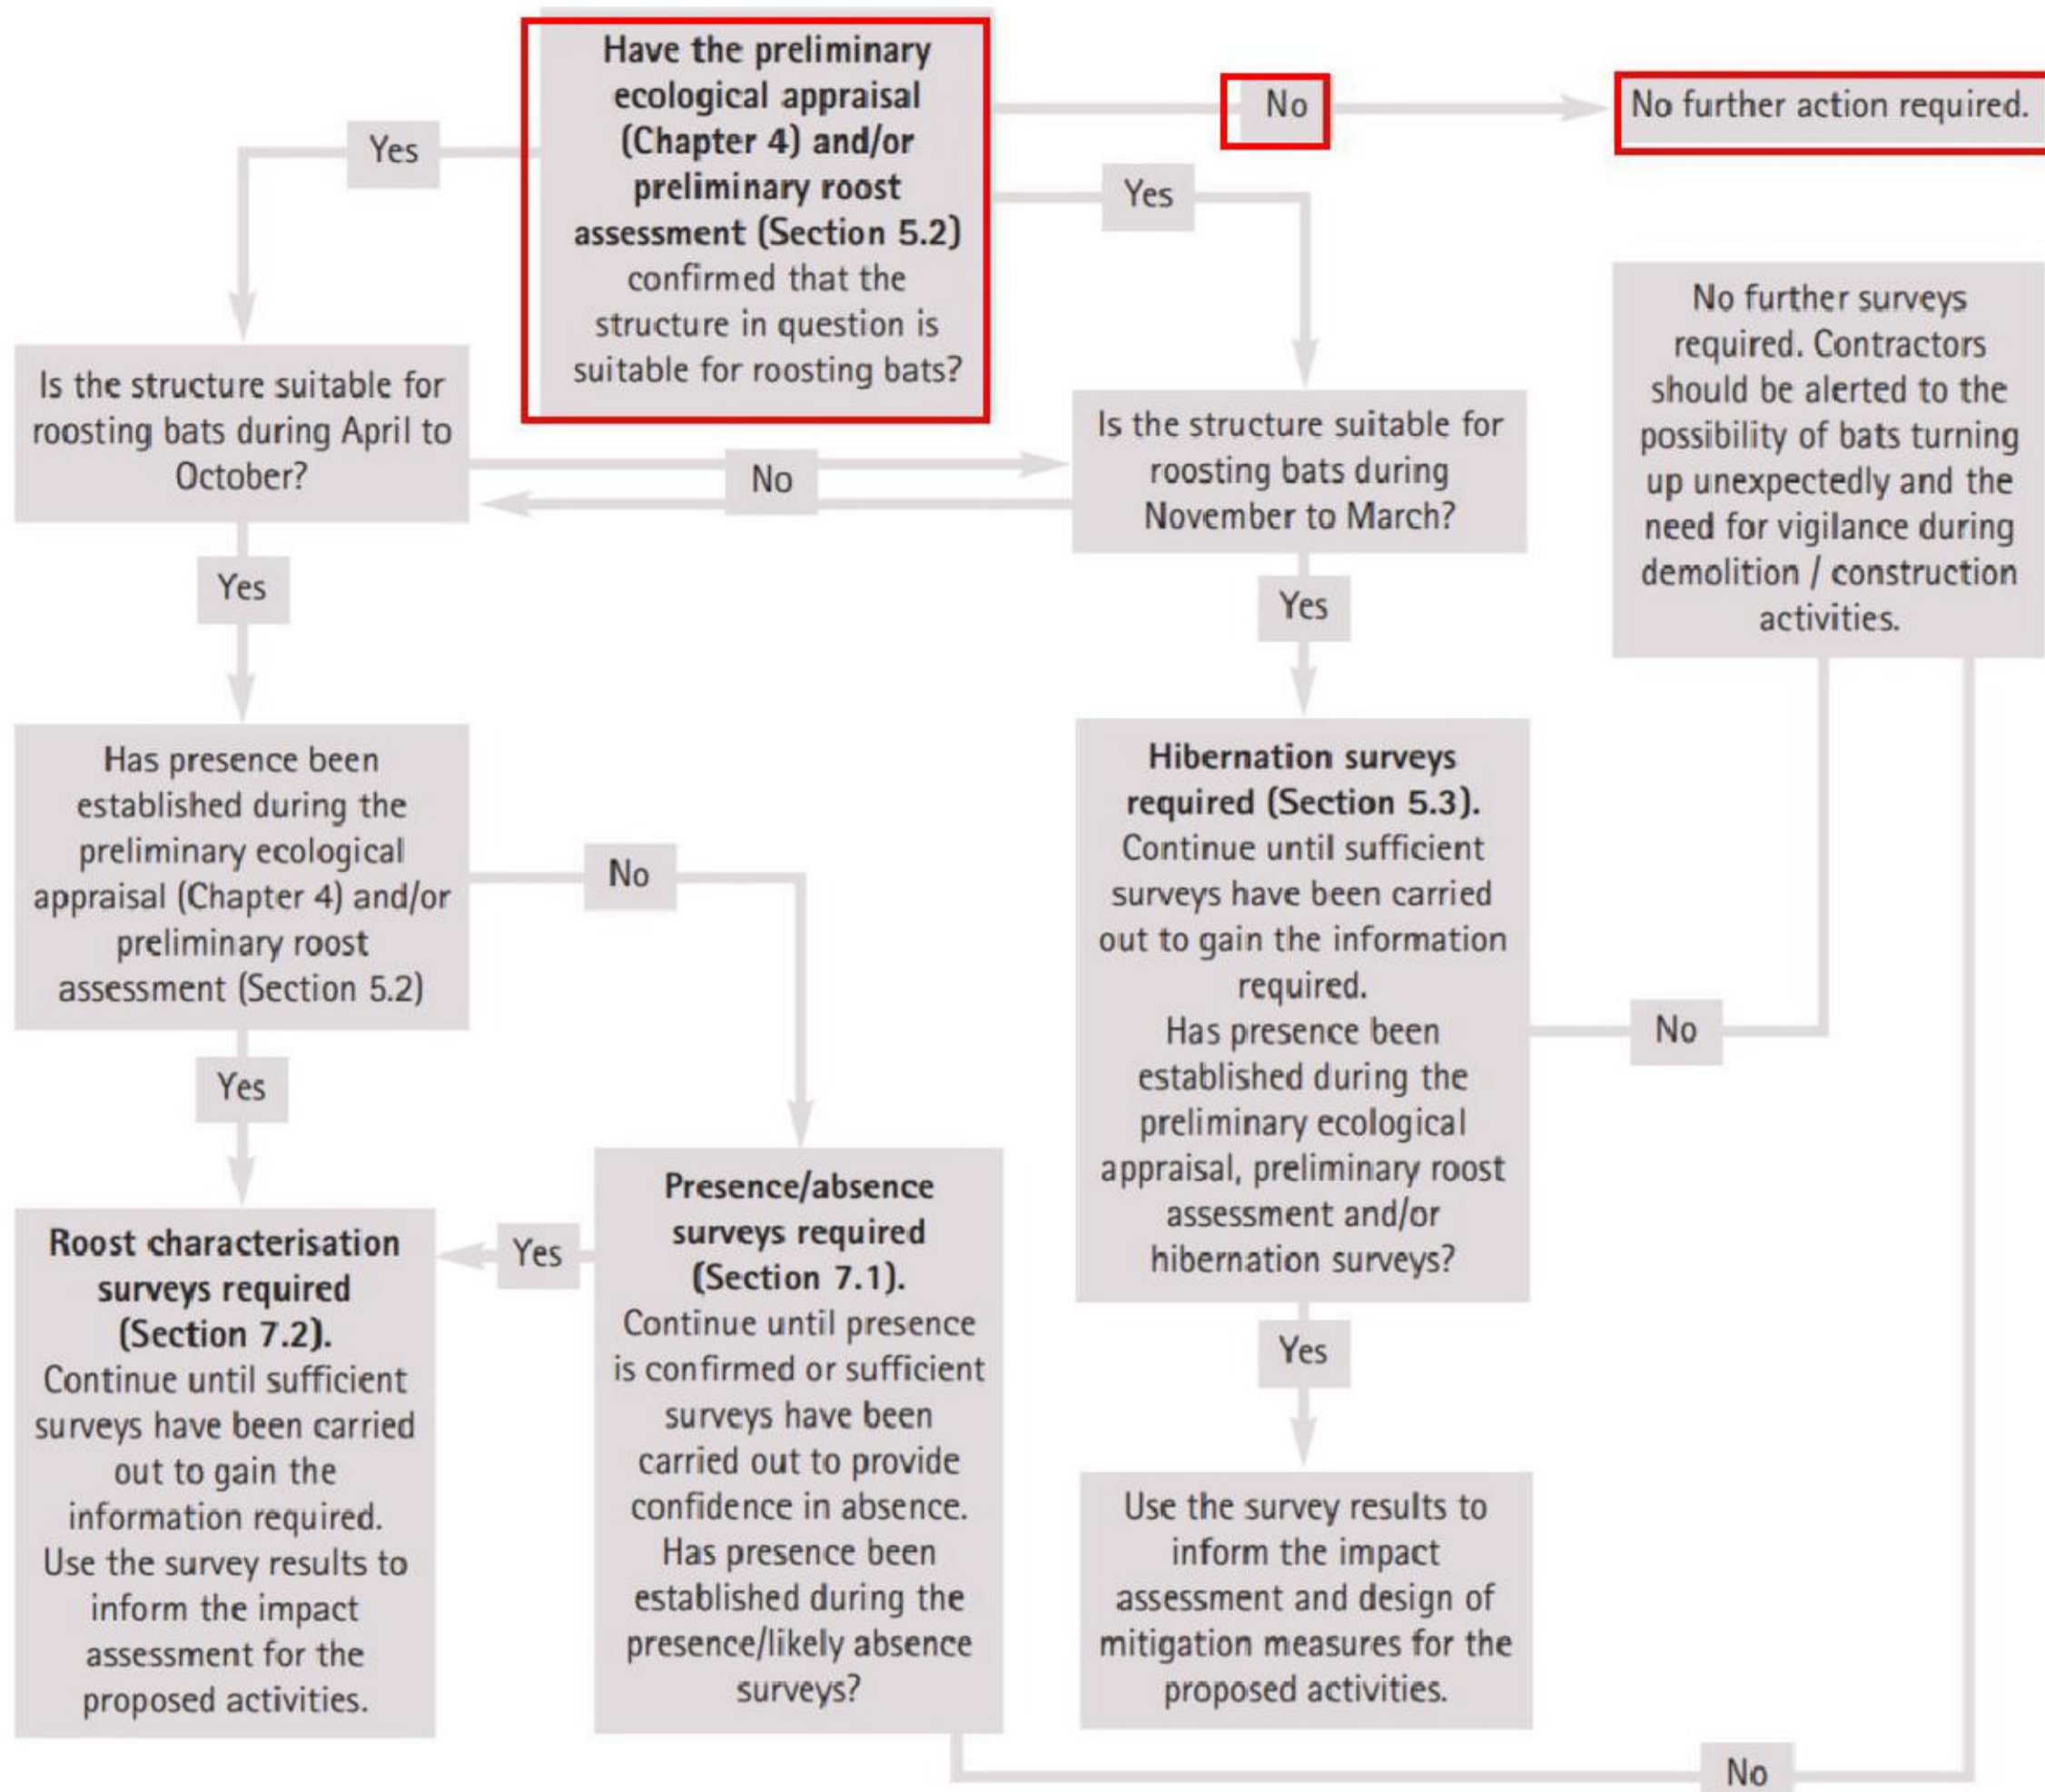 Have the preliminary
ecological appraisal
(Chapter 4) and/or
preliminary roost
assessment (Section 5.2)
confirmed that the
structure in question is
suitable for roosting bats?
No
No further action required.
Yes
Yes
Is the structure suitable for
roosting bats during April to
October?
No
Is the structure suitable for
roosting bats during
November to March?
No further surveys
required. Contractors
should be alerted to the
possibility of bats turning
up unexpectedly and the
need for vigilance during
demolition / construction
activities.
Yes
Yes
Has presence been
established during the
preliminary ecological
appraisal (Chapter 4) and/or
preliminary roost
assessment (Section 5.2)
No
Hibernation surveys
required (Section 5.3).
Continue until sufficient
surveys have been carried
out to gain the information
required.
Has presence been
established during the
preliminary ecological
appraisal, preliminary roost
assessment and/or
hibernation surveys?
No
Yes
Roost characterisation
surveys required
(Section 7.2).
Continue until sufficient
surveys have been carried
out to gain the
information required.
Use the survey results to
inform the impact
assessment for the
proposed activities.
Yes
Presence/absence
surveys required
(Section 7.1).
Continue until presence
is confirmed or sufficient
surveys have been
carried out to provide
confidence in absence.
Has presence been
established during the
presence/likely absence
surveys?
Yes
Use the survey results to
inform the impact
assessment and design of
mitigation measures for the
proposed activities.
No